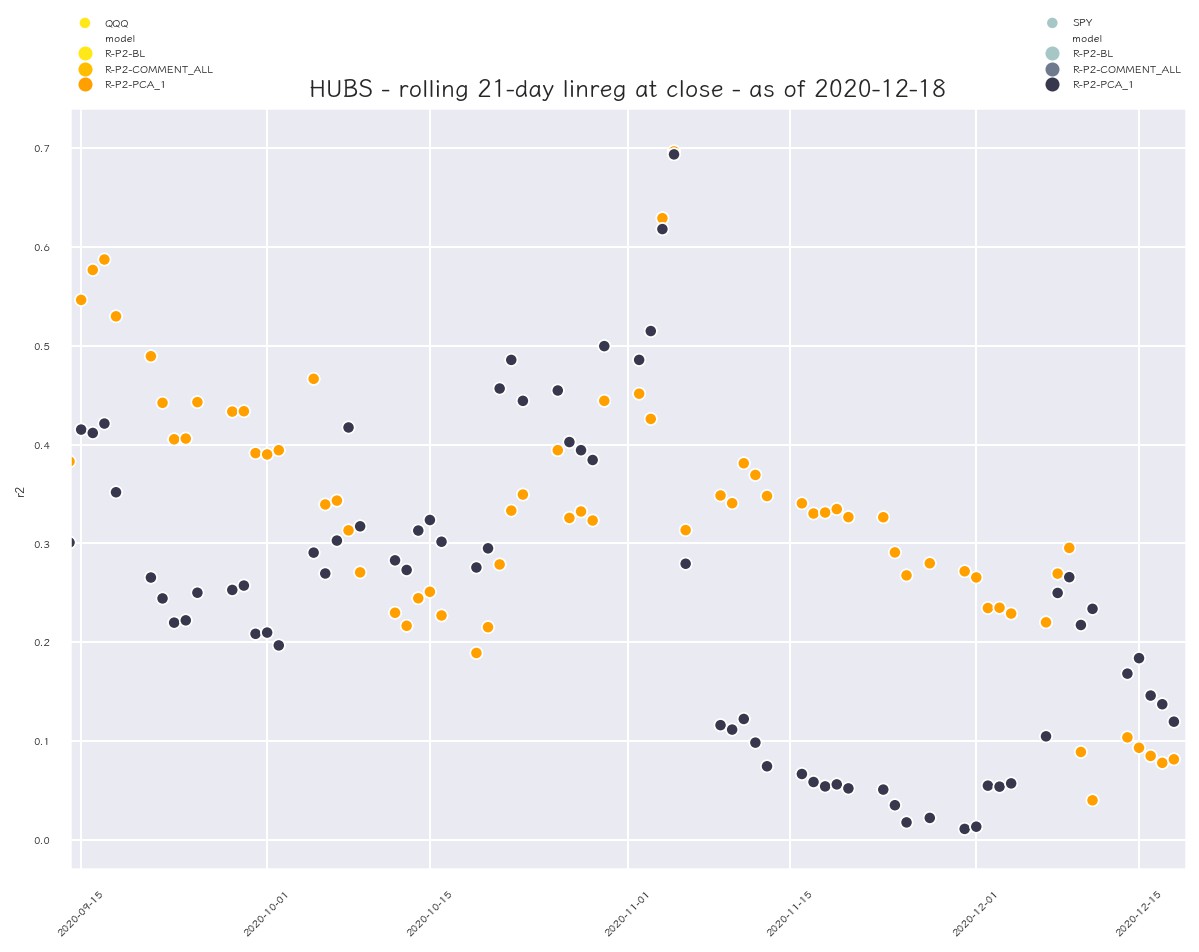 QQQ
model
R-P2-BL
R-P2-COMMENT_ALL
R-P2-PCA_1
SPY
model
R-P2-BL
R-P2-COMMENT_ALL
R-P2-PCA_1
HUBS - rolling 21-day linreg at close - as of 2020-12-18
r2
0.7
0.6
0.5
0.4
0.3
0.2
0.1
0.0
2020-09-15
2020-10-01
2020-10-15
2020-11-01
2020-11-15
2020-12-01
2020-12-15